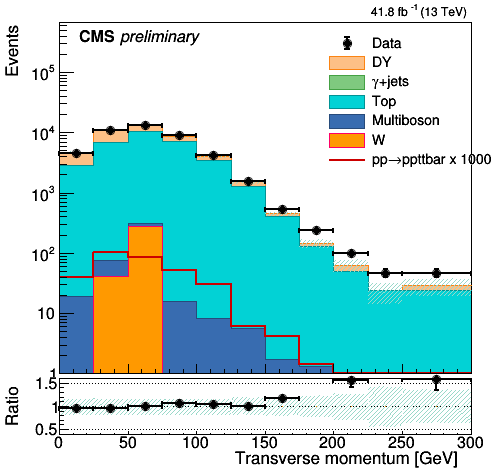 41.8 fb⁻¹ (13 TeV)
CMS preliminary
Events
10⁵
10⁴
10³
10²
10
1
Data
DY
γ+jets
Top
Multiboson
W
pp→ppttbar x 1000
Ratio
1.5
1
0.5
0 50 100 150 200 250 300
Transverse momentum [GeV]